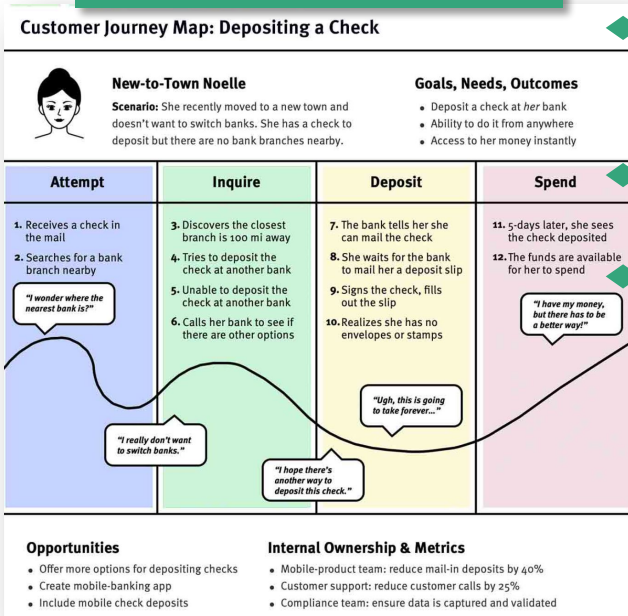 Customer Journey Map: Depositing a Check
New-to-Town Noelle
Scenario: She recently moved to a new town and
doesn't want to switch banks. She has a check to
deposit but there are no bank branches nearby.
Goals, Needs, Outcomes
• Deposit a check at her bank
• Ability to do it from anywhere
• Access to her money instantly
Attempt
1. Receives a check in
the mail
2. Searches for a bank
branch nearby
"I wonder where the
nearest bank is?"
Inquire
3. Discovers the closest
branch is 100 mi away
4. Tries to deposit the
check at another bank
5. Unable to deposit the
check at another bank
6. Calls her bank to see if
there are other options
"I really don't want
to switch banks."
Deposit
7. The bank tells her she
can mail the check
8. She waits for the bank
to mail her a deposit slip
9. Signs the check, fills
out the slip
10. Realizes she has no
envelopes or stamps
"Ugh, this is going
to take forever..."
"I hope there's
another way to
deposit this check."
Spend
11. 5-days later, she sees
the check deposited
12. The funds are available
for her to spend
"I have my money,
but there has to be
a better way!"
Opportunities
• Offer more options for depositing checks
• Create mobile-banking app
• Include mobile check deposits
Internal Ownership & Metrics
• Mobile-product team: reduce mail-in deposits by 40%
• Customer support: reduce customer calls by 25%
• Compliance team: ensure data is captured and validated